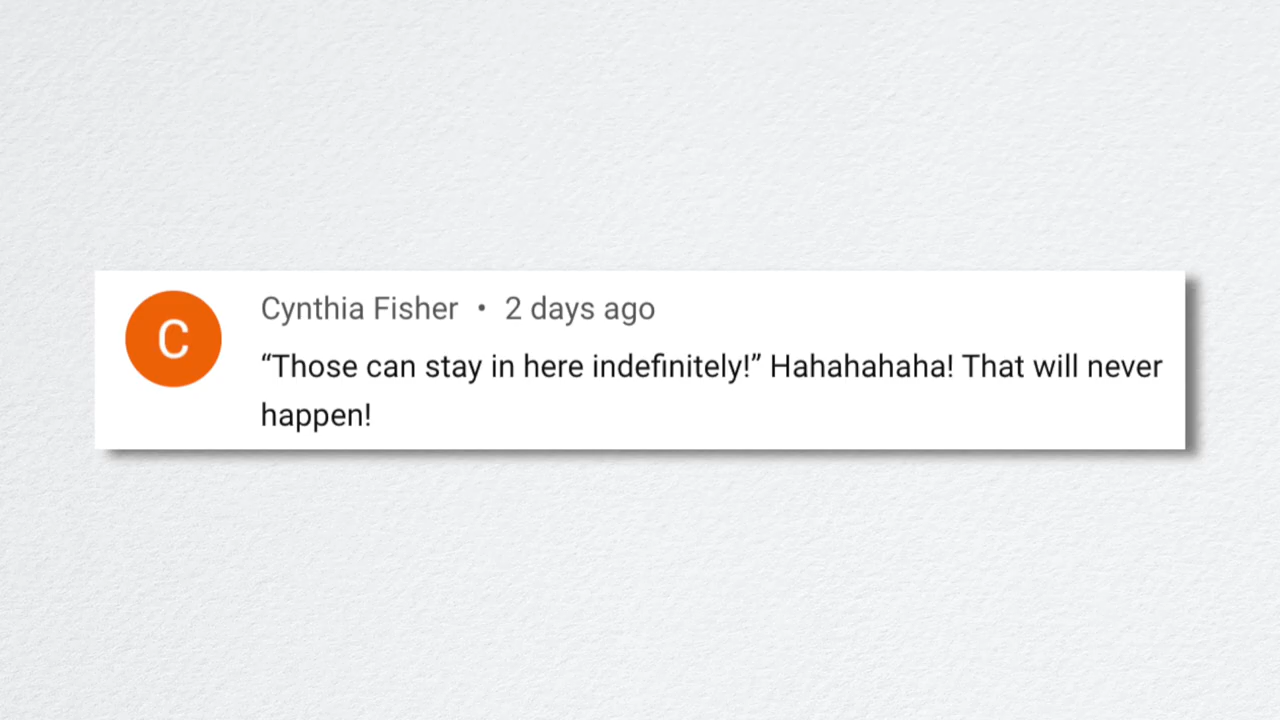 C
Cynthia Fisher • 2 days ago
“Those can stay in here indefinitely!” Hahahahaha! That will never
happen!